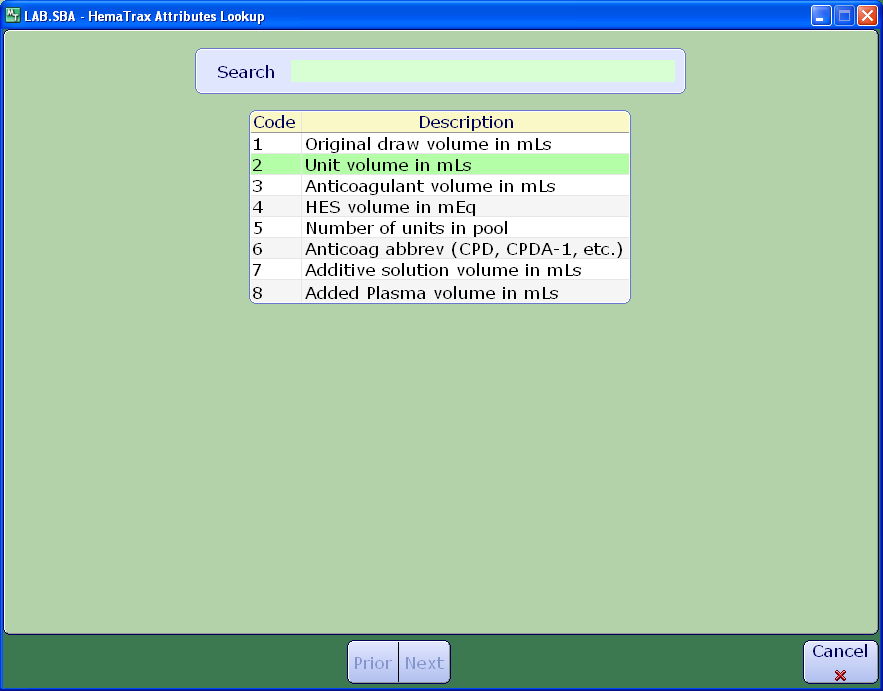 LAB.SBA - HemaTrax Attributes Lookup
Search
Code Description
1 Original draw volume in mLs
2 Unit volume in mLs
3 Anticoagulant volume in mLs
4 HES volume in mEq
5 Number of units in pool
6 Anticoag abbrev (CPD, CPDA-1, etc.)
7 Additive solution volume in mLs
8 Added Plasma volume in mLs
Prior Next
Cancel